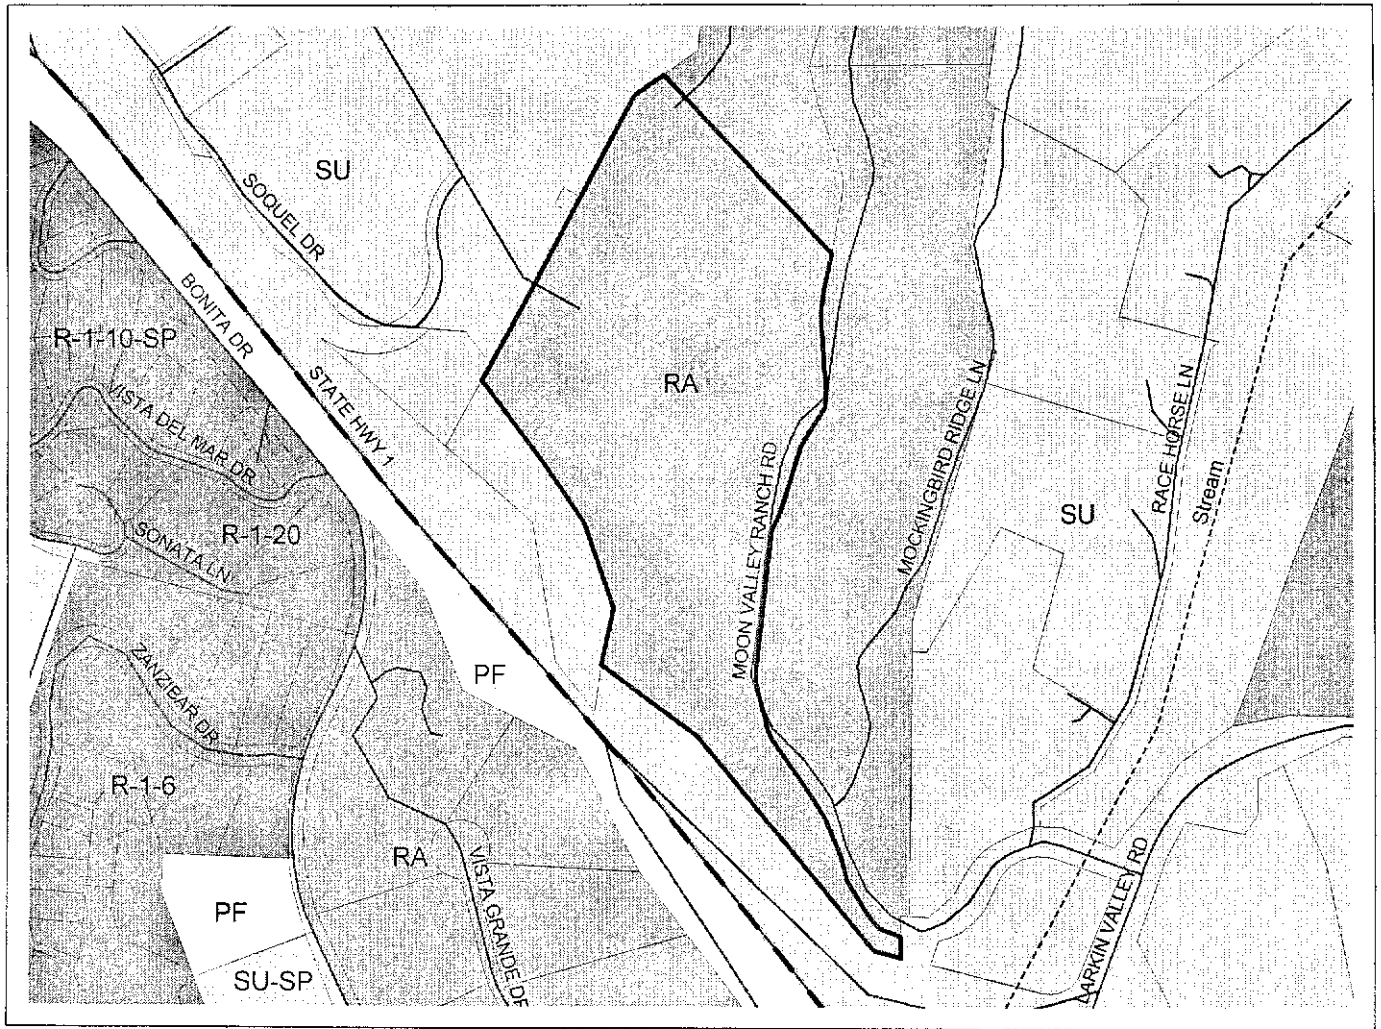 SU
SOQUEL DR
BONITA DR
R-1-10-SP
STATE HWY 1
RA
VISTA DEL MAR DR
MOCKINGBIRD RIDGE LN
RACE HORSE LN
MOON VALLEY RANCH RD
Stream
SU
R-1-20
SONATA LN
ZANZIBAR DR
PF
R-1-6
RA
VISTA GRANDE DR
LARKIN VALLEY RD
PF
SU-SP